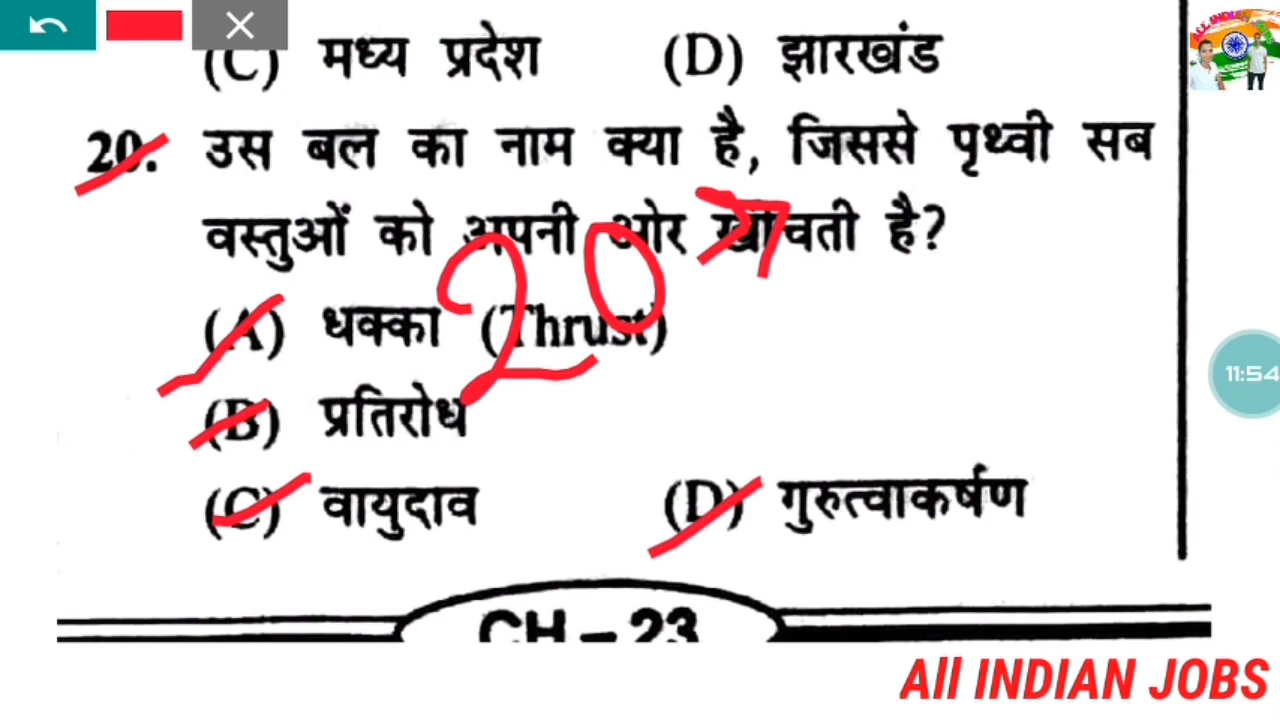 (C) मध्य प्रदेश (D) झारखंड
20. उस बल का नाम क्या है, जिससे पृथ्वी सब
वस्तुओं को अपनी ओर खींचती है?
20
(A) धक्का (Thrust)
(B) प्रतिरोध
(C) वायुदाव (D) गुरुत्वाकर्षण
11:54
CH-23
All INDIAN JOBS